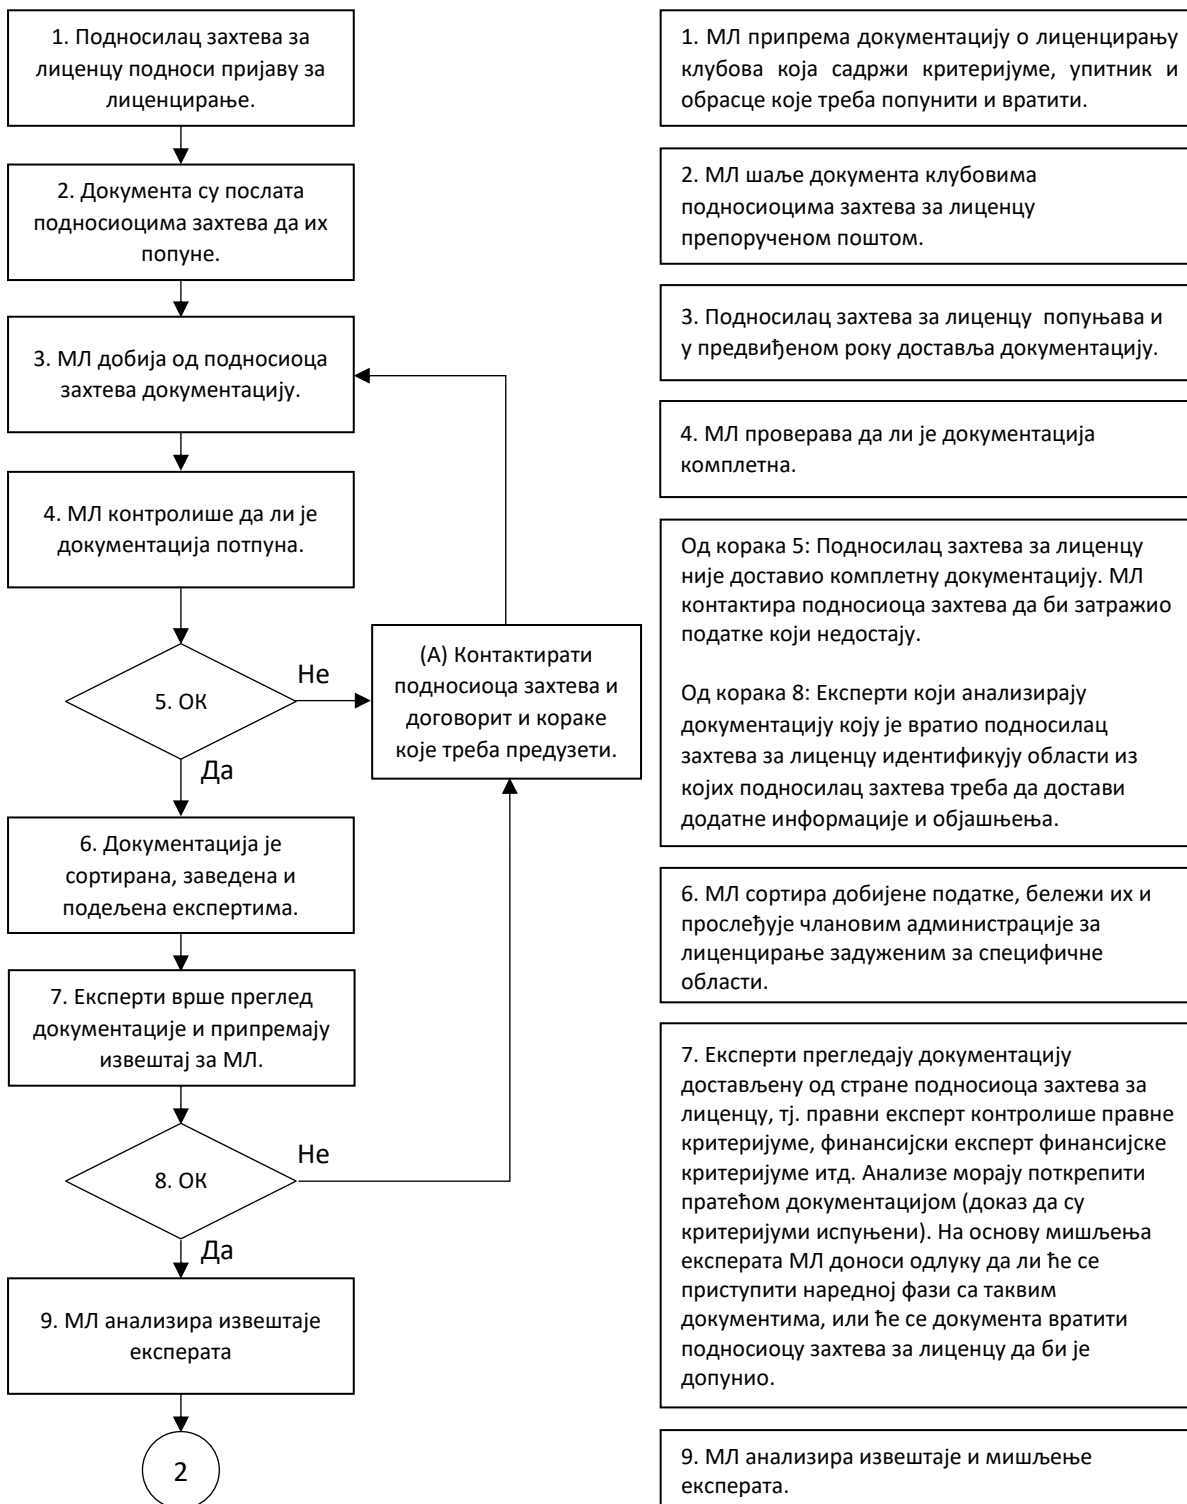 1. Подносилац захтева за
лиценцу подноси пријаву за
лиценцирање.
2. Документа су послата
подносиоцима захтева да их
попуне.
3. МЛ добија од подносиоца
захтева документацију.
4. МЛ контролише да ли је
документација потпуна.
5. ОК
Не
Да
(А) Контактирати
подносиоца захтева и
договорит и кораке
које треба предузети.
6. Документација је
сортирана, заведена и
подељена експертима.
7. Експерти врше преглед
документације и припремају
извештај за МЛ.
8. ОК
Не
Да
9. МЛ анализира извештаје
експерата
2
1. МЛ припрема документацију о лиценцирању
клубова која садржи критеријуме, упитник и
обрасце које треба попунити и вратити.
2. МЛ шаље документа клубовима
подносиоцима захтева за лиценцу
препорученом поштом.
3. Подносилац захтева за лиценцу попуњава и
у предвиђеном року доставља документацију.
4. МЛ проверава да ли је документација
комплетна.
Од корака 5: Подносилац захтева за лиценцу
није доставио комплетну документацију. МЛ
контактира подносиоца захтева да би затражио
податке који недостају.
Од корака 8: Експерти који анализирају
документацију коју је вратио подносилац
захтева за лиценцу идентификују области из
којих подносилац захтева треба да достави
додатне информације и објашњења.
6. МЛ сортира добијене податке, бележи их и
прослеђује члановим администрације за
лиценцирање задуженим за специфичне
области.
7. Експерти прегледају документацију
достављену од стране подносиоца захтева за
лиценцу, тј. правни експерт контролише правне
критеријуме, финансијски експерт финансијске
критеријуме итд. Анализе морају поткрепити
пратећом документацијом (доказ да су
критеријуми испуњени). На основу мишљења
експерата МЛ доноси одлуку да ли ће се
приступити наредној фази са таквим
документима, или ће се документа вратити
подносиоцу захтева за лиценцу да би је
допунио.
9. МЛ анализира извештаје и мишљење
експерата.